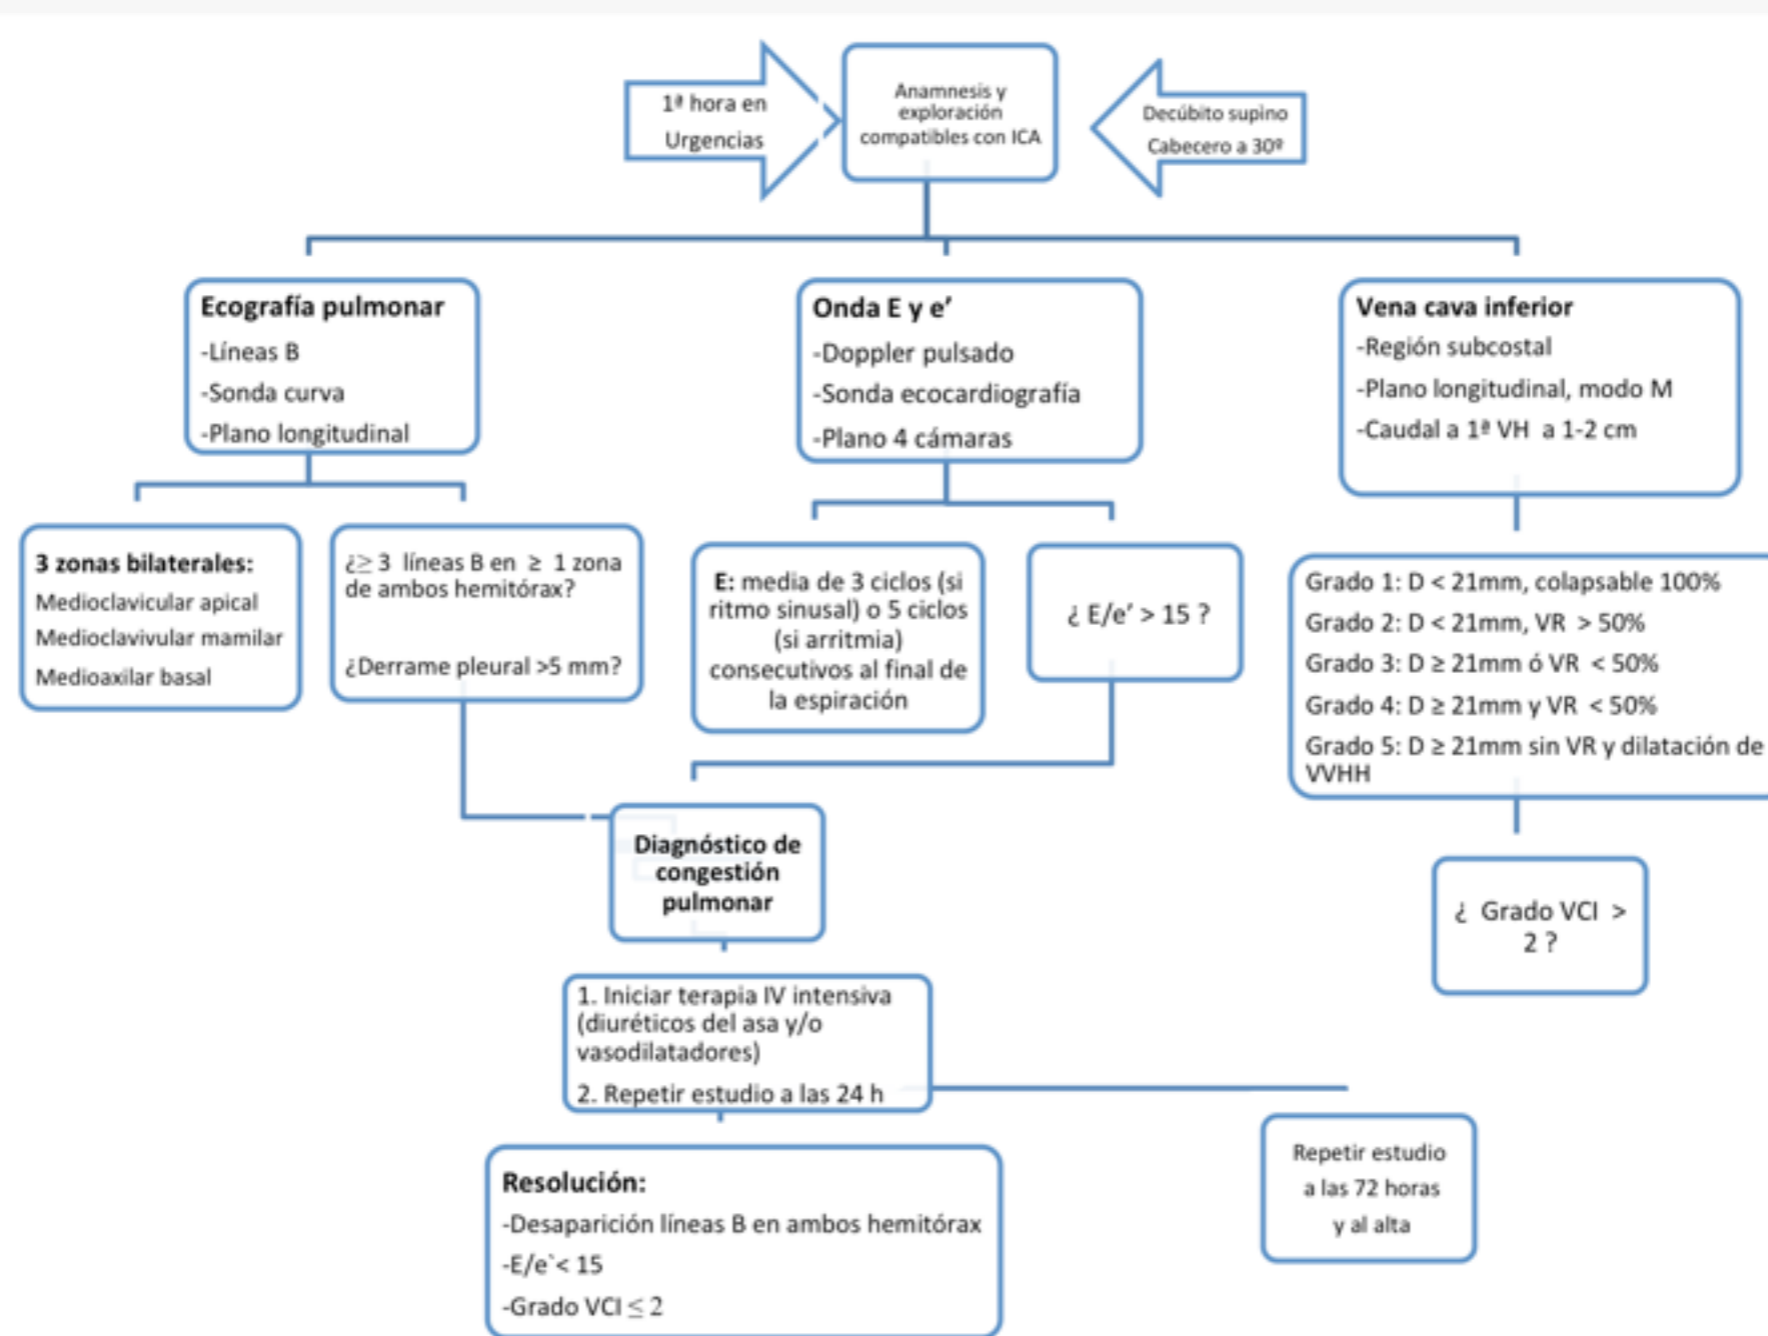 1ª hora en
Urgencias
Anamnesis y
exploración
compatibles con ICA
Decúbito supino
Cabecero a 30º
Ecografía pulmonar
-Líneas B
-Sonda curva
-Plano longitudinal
Onda E y e’
-Doppler pulsado
-Sonda ecocardiografía
-Plano 4 cámaras
Vena cava inferior
-Región subcostal
-Plano longitudinal, modo M
-Caudal a 1ª VH a 1-2 cm
3 zonas bilaterales:
Medioclavicular apical
Medioclavivular mamilar
Medioaxilar basal
¿≥ 3 líneas B en ≥ 1 zona
de ambos hemitórax?
¿Derrame pleural >5 mm?
E: media de 3 ciclos (si
ritmo sinusal) o 5 ciclos
(si arritmia)
consecutivos al final de
la espiración
¿ E/e’ > 15 ?
Grado 1: D < 21mm, colapsable 100%
Grado 2: D < 21mm, VR > 50%
Grado 3: D ≥ 21mm ó VR < 50%
Grado 4: D ≥ 21mm y VR < 50%
Grado 5: D ≥ 21mm sin VR y dilatación de
VVHH
Diagnóstico de
congestión
pulmonar
¿ Grado VCI >
2 ?
1. Iniciar terapia IV intensiva
(diuréticos del asa y/o
vasodilatadores)
2. Repetir estudio a las 24 h
Repetir estudio
a las 72 horas
y al alta
Resolución:
-Desaparición líneas B en ambos hemitórax
-E/e`< 15
-Grado VCI ≤ 2